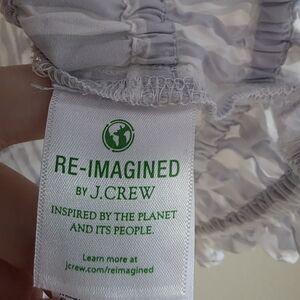 RE-IMAGINED
BY J.CREW
INSPIRED BY THE PLANET
AND ITS PEOPLE.
Learn more at
jcrew.com/reimagined